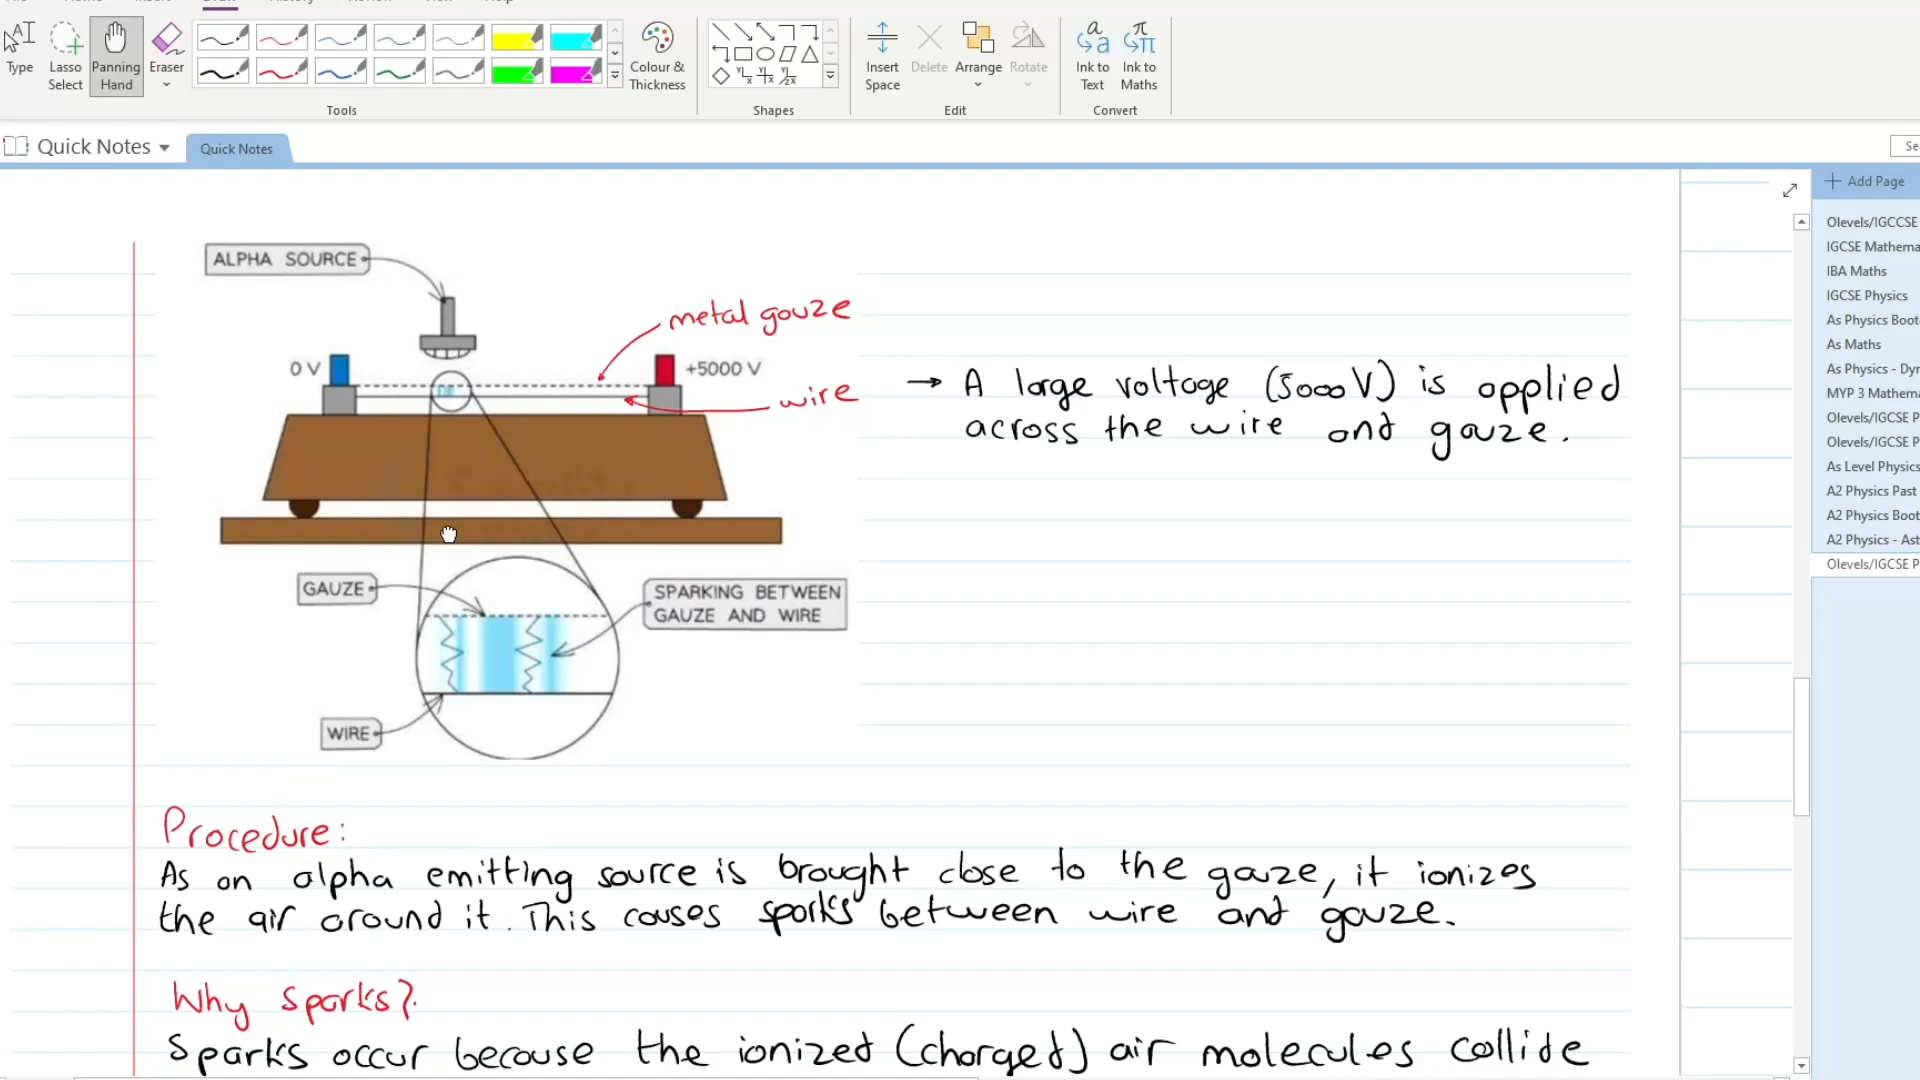 Type
Lasso
Select
Panning
Hand
Eraser
Colour &
Thickness
Insert
Space
Delete
Arrange
Rotate
Ink to
Text
Ink to
Maths
Tools
Shapes
Edit
Convert
Quick Notes
Quick Notes
Add Page
Olevels/IGCCSE
IGCSE Mathema
IBA Maths
IGCSE Physics
As Physics Boot
As Maths
As Physics - Dyn
MYP 3 Mathema
Olevels/IGCSE P
Olevels/IGCSE P
As Level Physics
A2 Physics Past
A2 Physics Boot
A2 Physics - Ast
Olevels/IGCSE P
ALPHA SOURCE
metal gauze
0 V
+5000 V
wire
→ A large voltage (5000V) is applied
across the wire and gauze.
GAUZE
SPARKING BETWEEN
GAUZE AND WIRE
WIRE
Procedure:
As an alpha emitting source is brought close to the gauze, it ionizes
the air around it. This causes sparks between wire and gauze.
Why sparks?
Sparks occur because the ionized (charged) air molecules collide